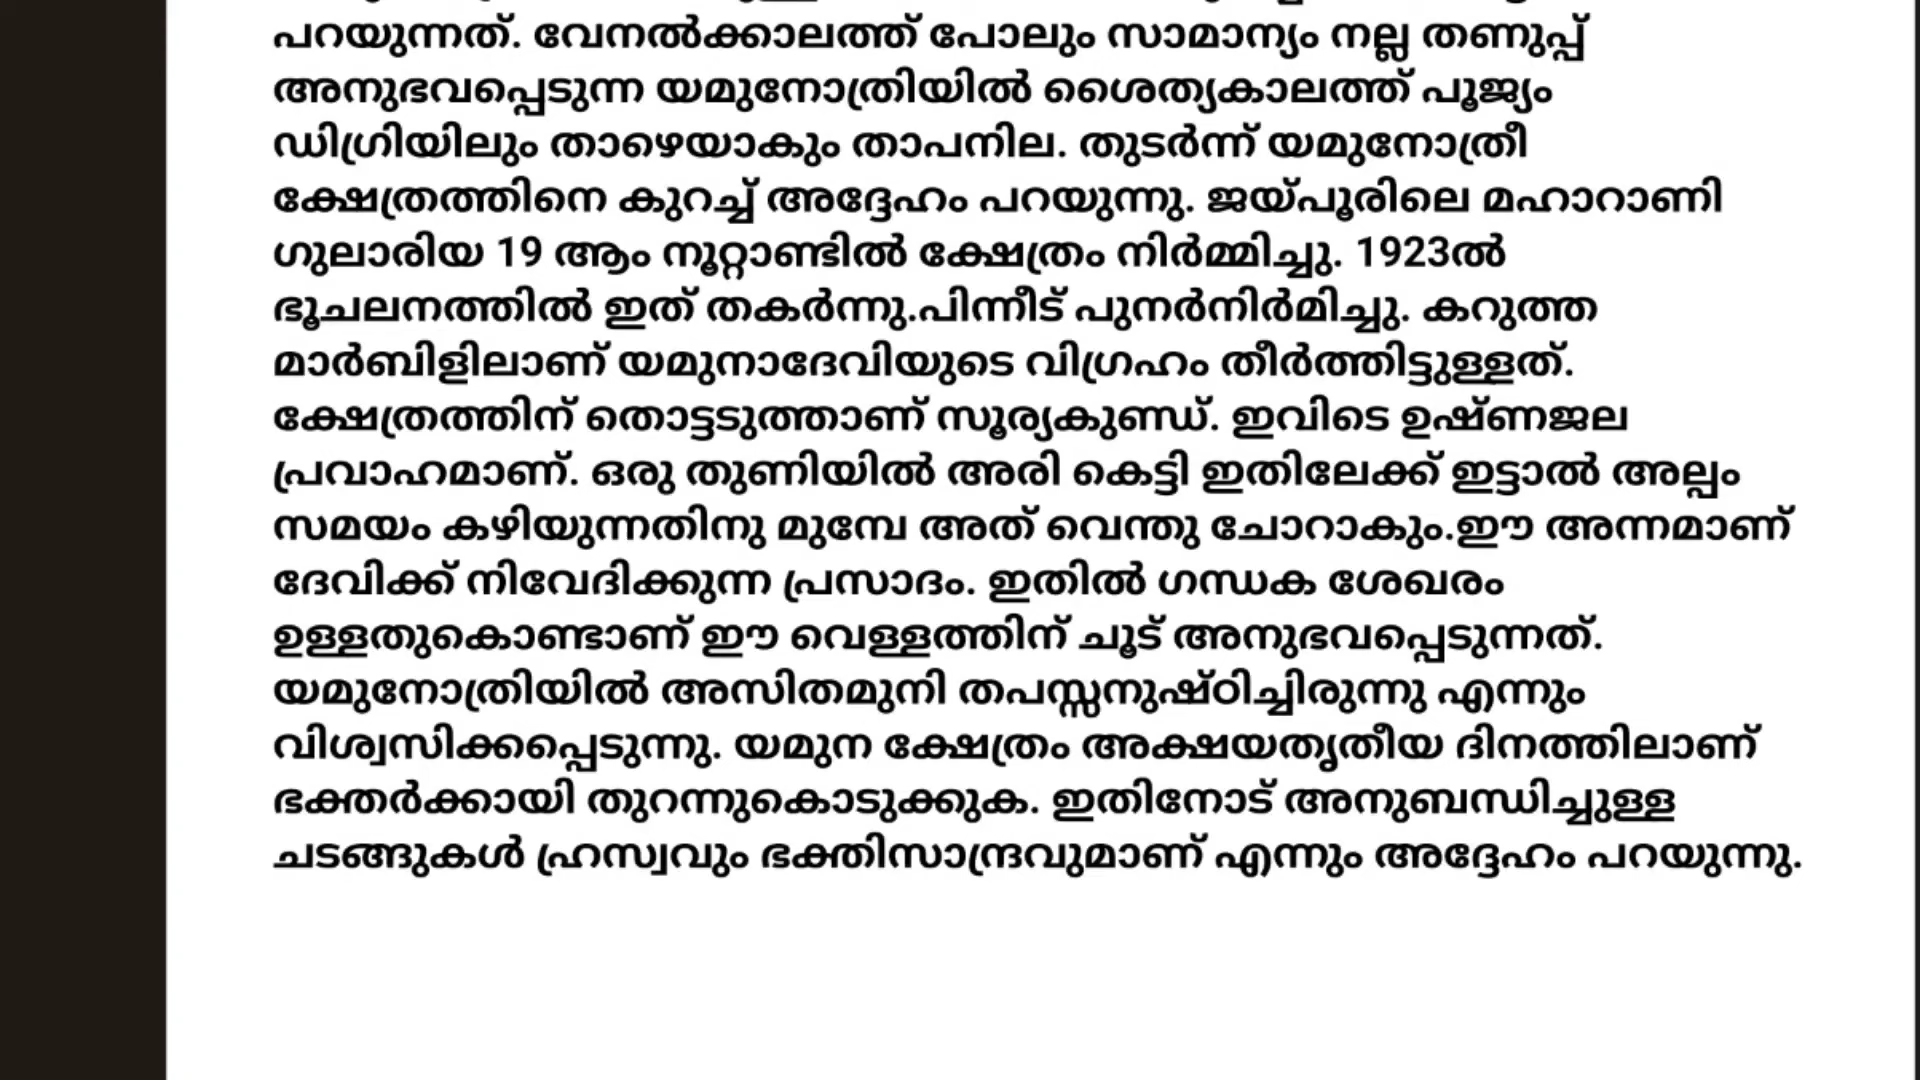 പറയുന്നത്. വേനൽക്കാലത്ത് പോലും സാമാന്യം നല്ല തണുപ്പ്
അനുഭവപ്പെടുന്ന യമുനോത്രിയിൽ ശൈത്യകാലത്ത് പൂജ്യം
ഡിഗ്രിയിലും താഴെയാകും താപനില. തുടർന്ന് യമുനോത്രീ
ക്ഷേത്രത്തിനെ കുറച്ച് അദ്ദേഹം പറയുന്നു. ജയ്പൂരിലെ മഹാറാണി
ഗുലാരിയ 19 ആം നൂറ്റാണ്ടിൽ ക്ഷേത്രം നിർമ്മിച്ചു. 1923ൽ
ഭൂചലനത്തിൽ ഇത് തകർന്നു.പിന്നീട് പുനർനിർമിച്ചു. കറുത്ത
മാർബിളിലാണ് യമുനാദേവിയുടെ വിഗ്രഹം തീർത്തിട്ടുള്ളത്.
ക്ഷേത്രത്തിന് തൊട്ടടുത്താണ് സൂര്യകുണ്ഡ്. ഇവിടെ ഉഷ്ണജല
പ്രവാഹമാണ്. ഒരു തുണിയിൽ അരി കെട്ടി ഇതിലേക്ക് ഇട്ടാൽ അല്പം
സമയം കഴിയുന്നതിനു മുമ്പേ അത് വെന്തു ചോറാകും.ഈ അന്നമാണ്
ദേവിക്ക് നിവേദിക്കുന്ന പ്രസാദം. ഇതിൽ ഗന്ധക ശേഖരം
ഉള്ളതുകൊണ്ടാണ് ഈ വെള്ളത്തിന് ചൂട് അനുഭവപ്പെടുന്നത്.
യമുനോത്രിയിൽ അസിതമുനി തപസ്സനുഷ്ഠിച്ചിരുന്നു എന്നും
വിശ്വസിക്കപ്പെടുന്നു. യമുന ക്ഷേത്രം അക്ഷയതൃതീയ ദിനത്തിലാണ്
ഭക്തർക്കായി തുറന്നുകൊടുക്കുക. ഇതിനോട് അനുബന്ധിച്ചുള്ള
ചടങ്ങുകൾ ഹ്രസ്വവും ഭക്തിസാന്ദ്രവുമാണ് എന്നും അദ്ദേഹം പറയുന്നു.